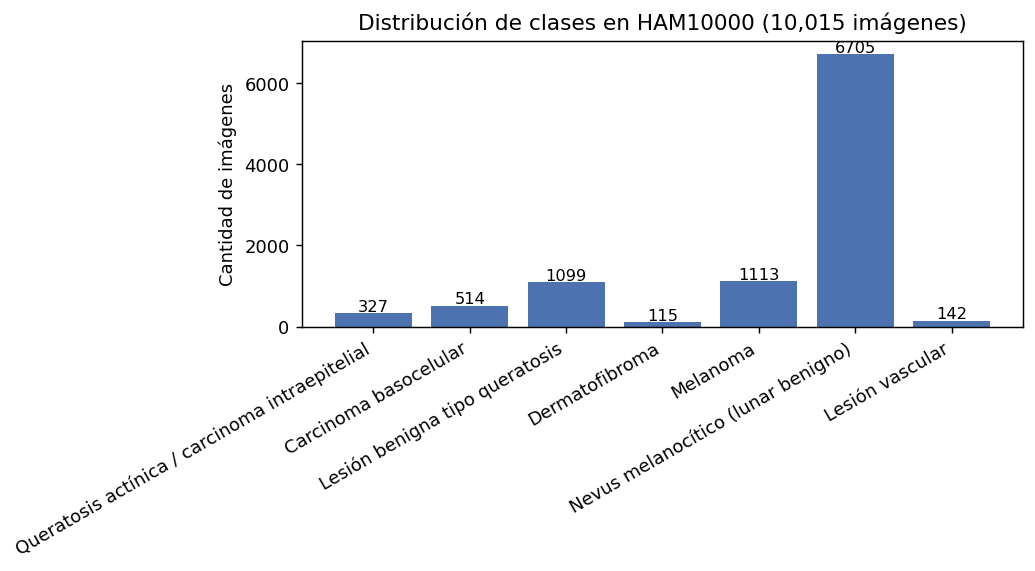 Distribución de clases en HAM10000 (10,015 imágenes)
Cantidad de imágenes
6000
4000
2000
0
327
514
1099
115
1113
6705
142
Queratosis actínica / carcinoma intraepitelial
Carcinoma basocelular
Lesión benigna tipo queratosis
Dermatofibroma
Melanoma
Nevus melanocítico (lunar benigno)
Lesión vascular